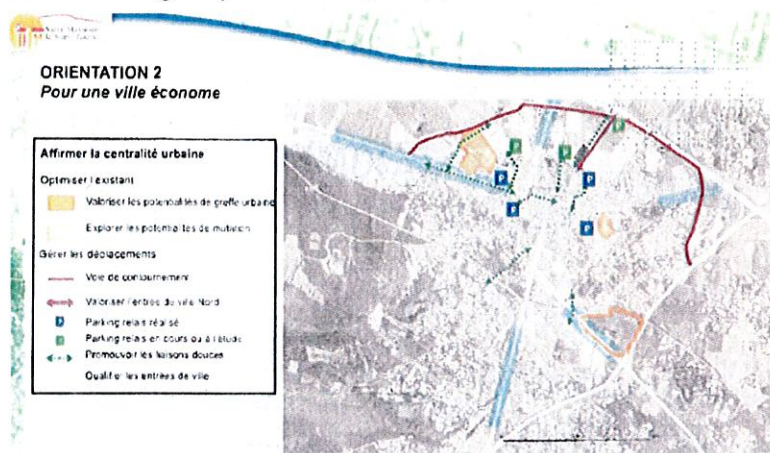 ORIENTATION 2
Pour une ville économe
Affirmer la centralité urbaine
Optimiser l'existant
Valoriser les potentialités de greffe urbaine
Explorer les potentialités de mutation
Gérer les déplacements
Voie de contournement
Valoriser l'entrée de ville Nord
P Parking relais réalisé
P Parking relais en cours ou à l'étude
Promouvoir les liaisons douces
Qualifier les entrées de ville
P
P
P
P
P
P
P